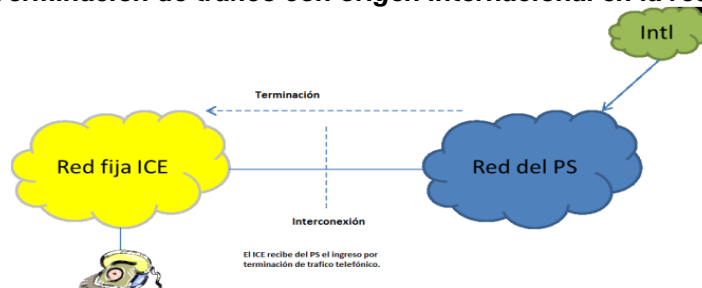 Terminación de tráfico con origen internacional en la red
Intl
Terminación
Red fija ICE
Red del PS
Interconexión
El ICE recibe del PS el ingreso por
terminación de trafico telefónico.